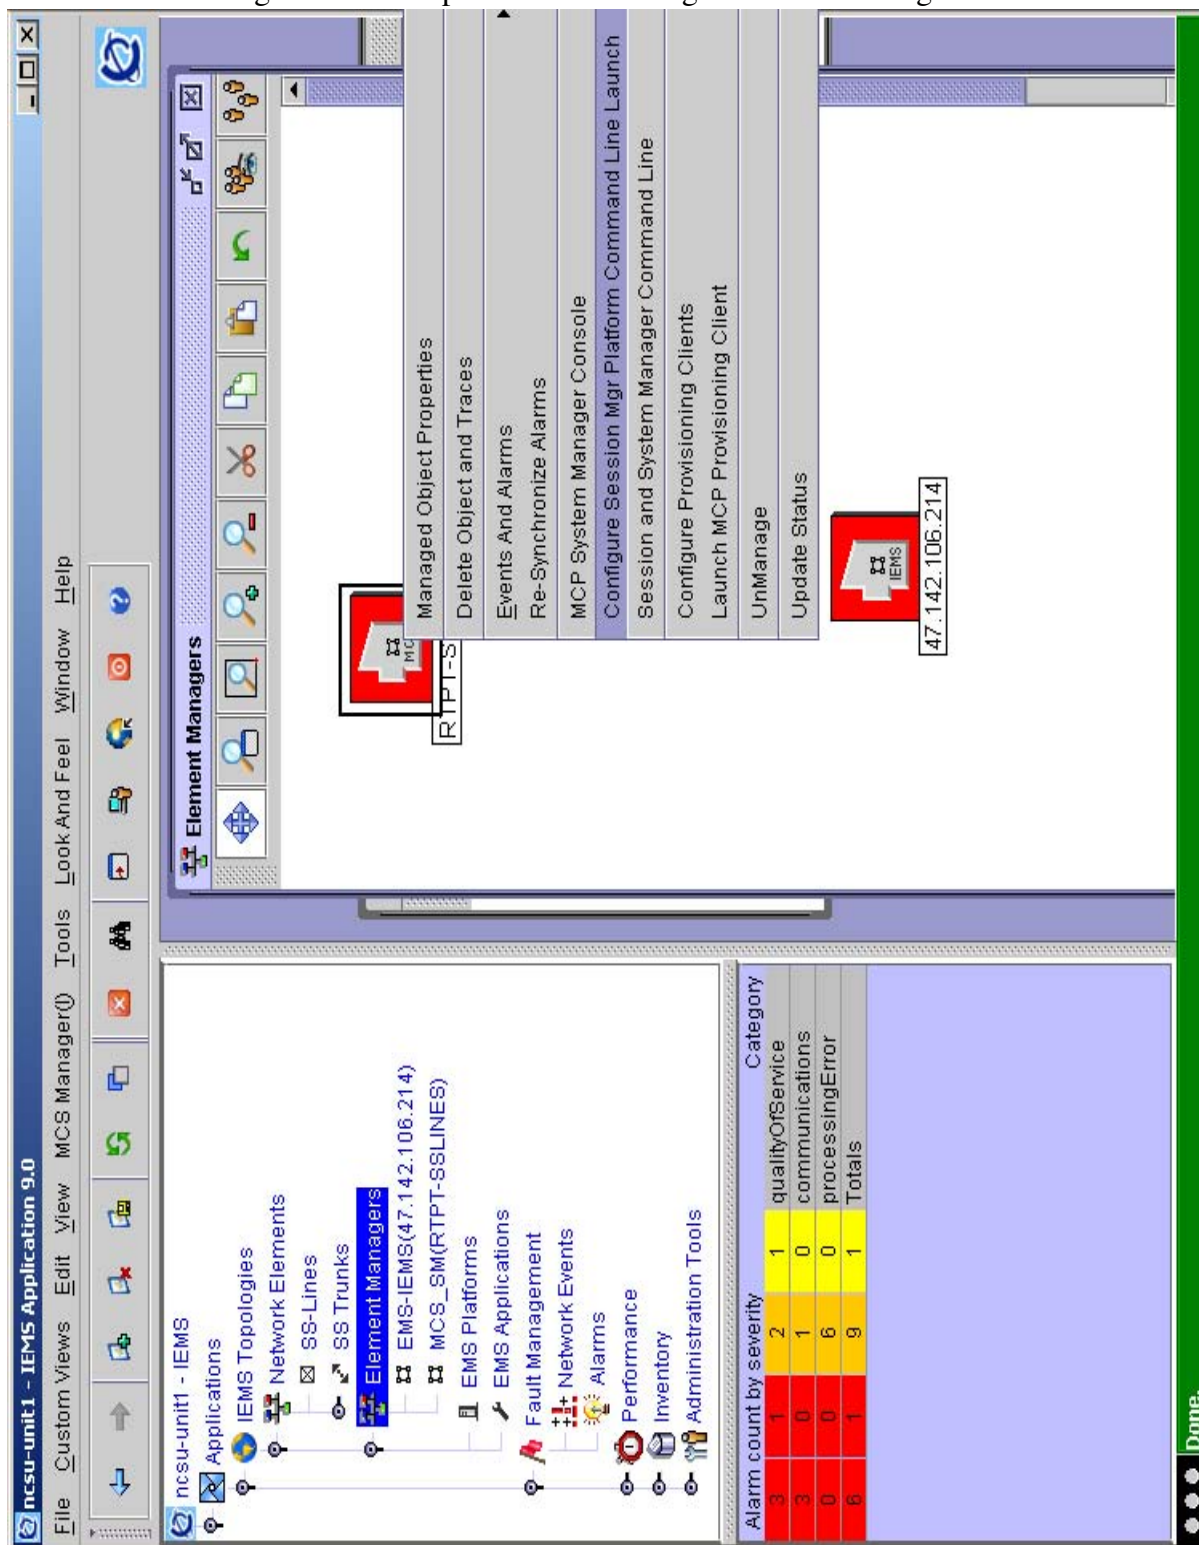 ncsu-unit1 - IEMS Application 9.0
File Custom Views Edit View MCS Manager(I) Tools Look And Feel Window Help
ncsu-unit1 - IEMS
Applications
IEMS Topologies
Network Elements
SS-Lines
SS Trunks
Element Managers
EMS-IEMS(47.142.106.214)
MCS_SM(RTPT-SSLINES)
EMS Platforms
EMS Applications
Fault Management
Network Events
Alarms
Performance
Inventory
Administration Tools
Alarm count by severity Category
3 1 2 1 qualityOfService
3 0 1 0 communications
0 0 6 0 processingError
6 1 9 1 Totals
Element Managers
MC
RTPT-S
Managed Object Properties
Delete Object and Traces
Events And Alarms
Re-Synchronize Alarms
MCP System Manager Console
Configure Session Mgr Platform Command Line Launch
Session and System Manager Command Line
Configure Provisioning Clients
Launch MCP Provisioning Client
UnManage
Update Status
IEMS
47.142.106.214
Done.